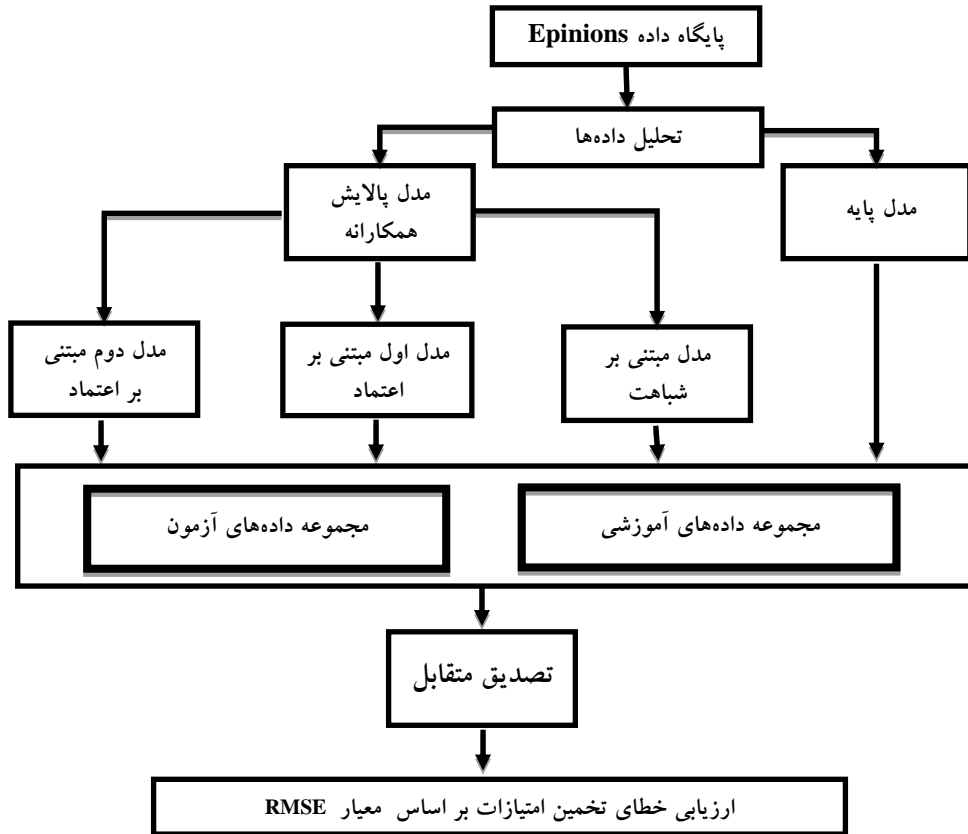 پایگاه داده Epinions
تحلیل داده‌ها
مدل پالایش
همکارانه
مدل پایه
مدل مبتنی بر
شباهت
مدل اول مبتنی بر
اعتماد
مدل دوم مبتنی
بر اعتماد
مجموعه داده‌های آموزشی
مجموعه داده‌های آزمون
تصدیق متقابل
ارزیابی خطای تخمین امتیازات بر اساس معیار RMSE